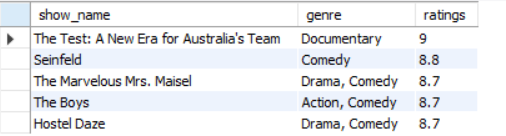 show_name genre ratings
The Test: A New Era for Australia's Team Documentary 9
Seinfeld Comedy 8.8
The Marvelous Mrs. Maisel Drama, Comedy 8.7
The Boys Action, Comedy 8.7
Hostel Daze Drama, Comedy 8.7